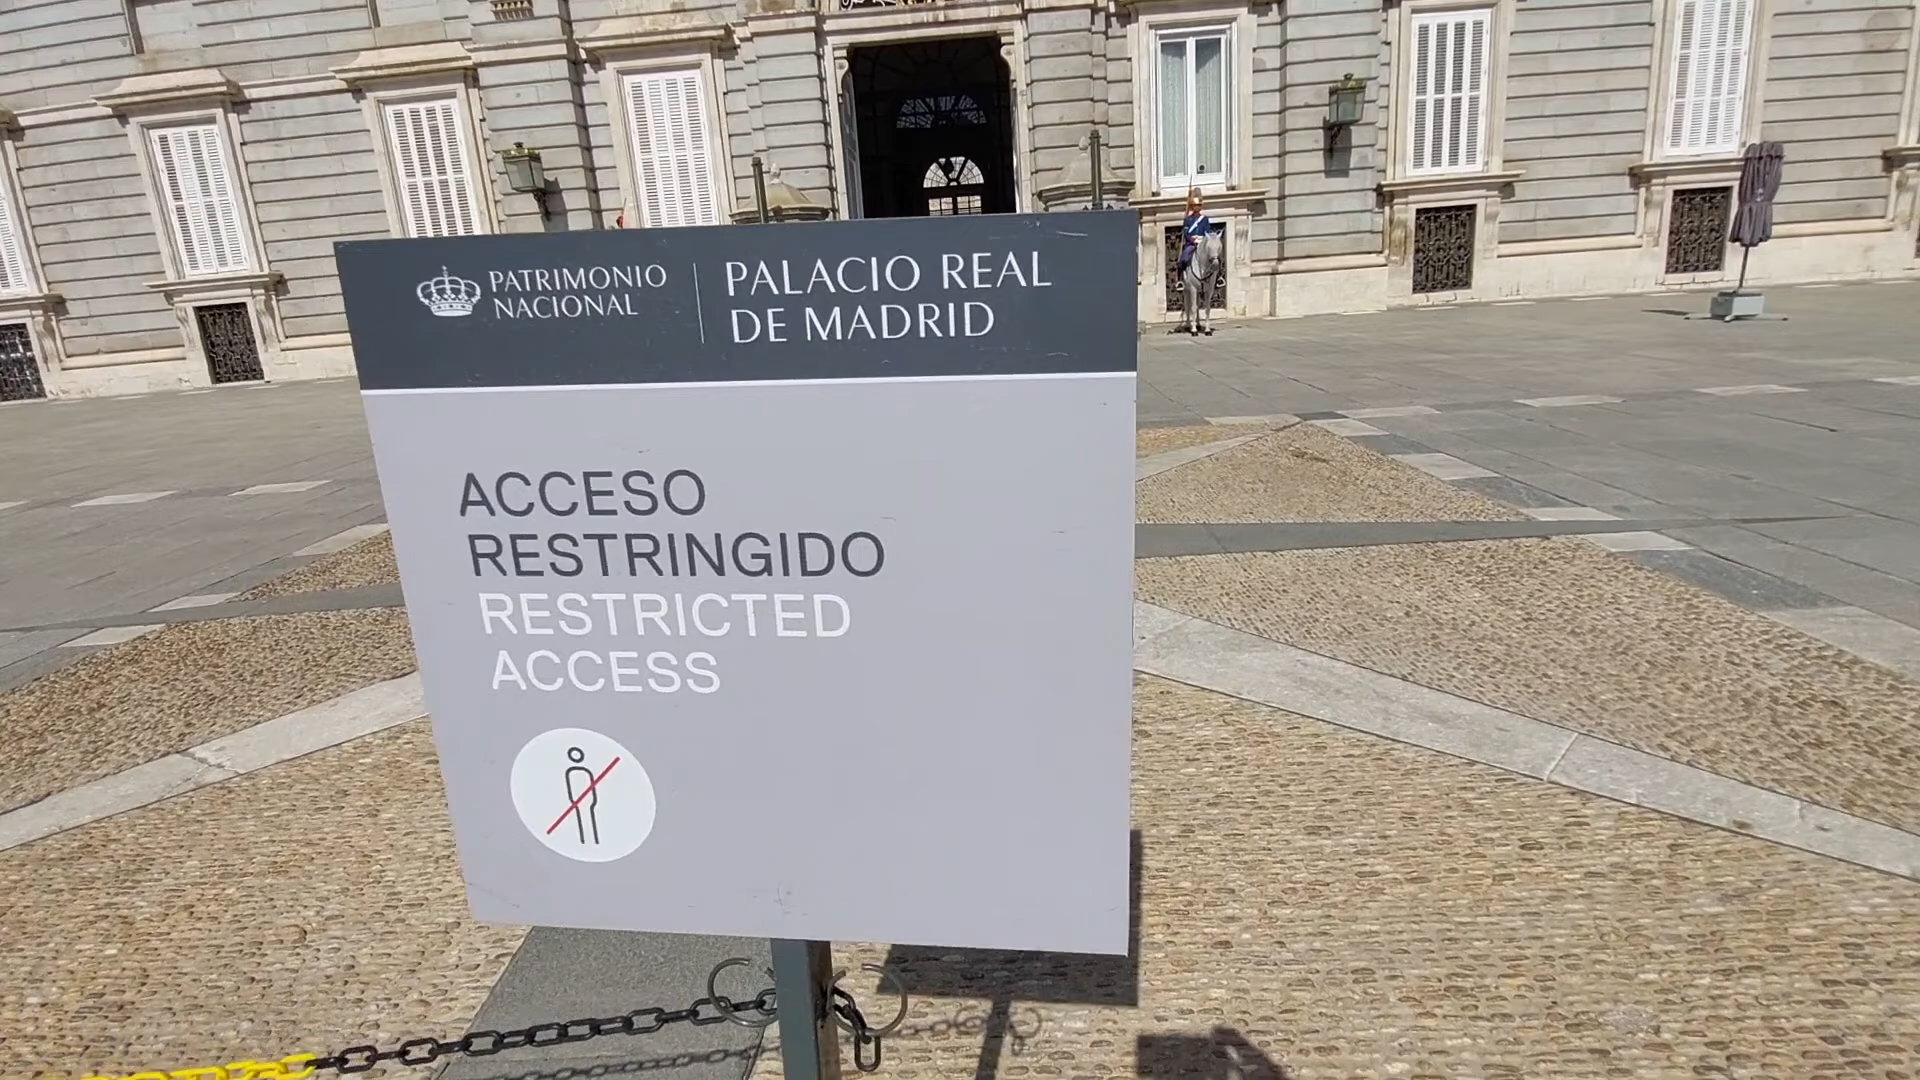 PATRIMONIO
NACIONAL
PALACIO REAL
DE MADRID
ACCESO
RESTRINGIDO
RESTRICTED
ACCESS